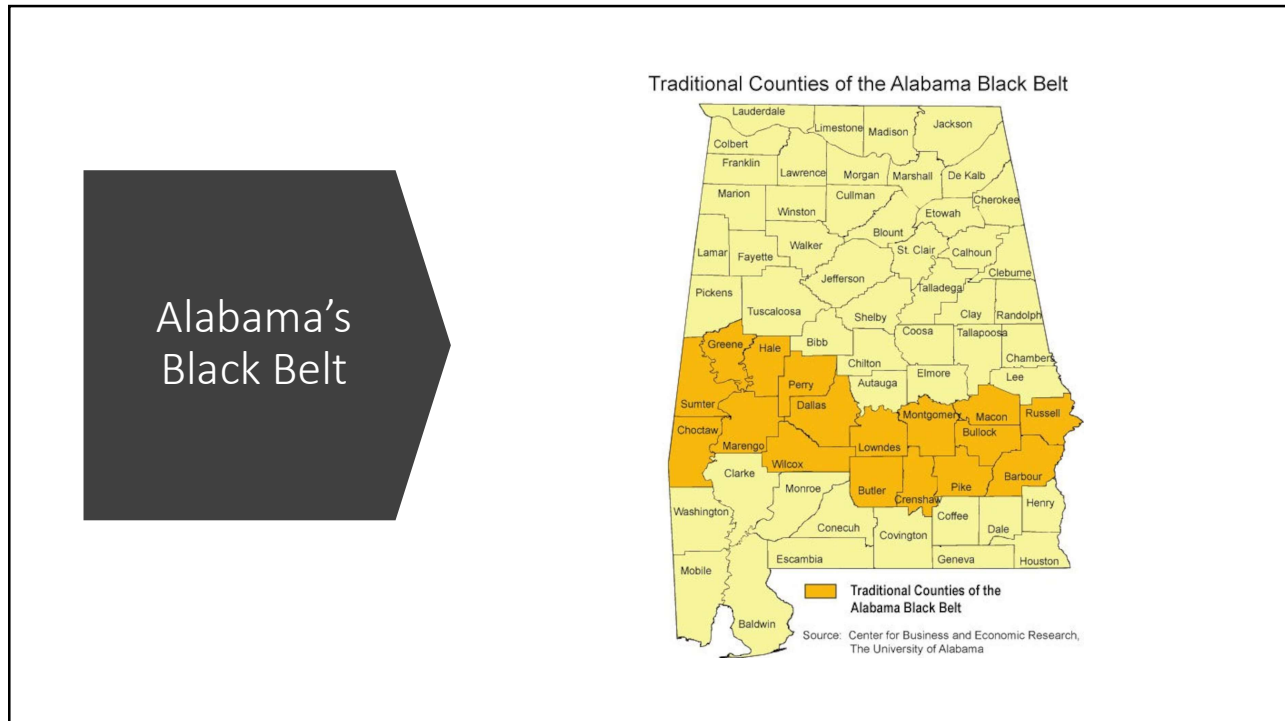 Alabama’s
Black Belt
Traditional Counties of the Alabama Black Belt
Lauderdale
Limestone
Madison
Jackson
Colbert
Franklin
Lawrence
Morgan
Marshall
De Kalb
Marion
Winston
Cullman
Cherokee
Etowah
Blount
Lamar
Fayette
Walker
St. Clair
Calhoun
Cleburne
Jefferson
Pickens
Talladega
Tuscaloosa
Shelby
Clay
Randolph
Coosa
Tallapoosa
Greene
Hale
Bibb
Chilton
Chambers
Perry
Autauga
Elmore
Lee
Sumter
Dallas
Montgomery
Macon
Russell
Choctaw
Marengo
Lowndes
Bullock
Wilcox
Clarke
Monroe
Butler
Crenshaw
Pike
Barbour
Washington
Conecuh
Coffee
Dale
Henry
Covington
Escambia
Geneva
Houston
Mobile
Baldwin
Traditional Counties of the
Alabama Black Belt
Source: Center for Business and Economic Research,
The University of Alabama